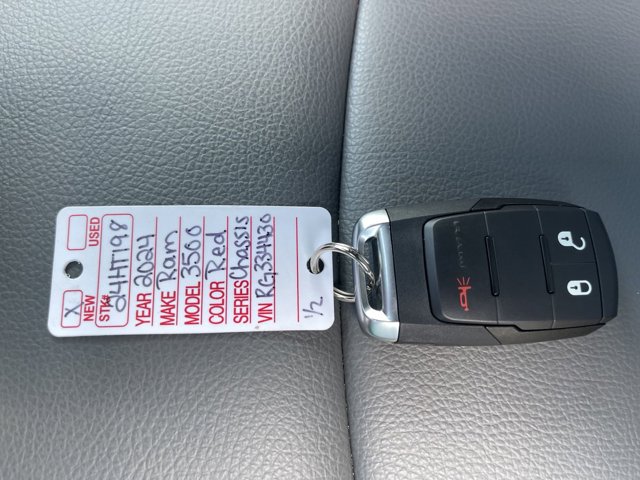 X
NEW USED
STK# 24HT198
YEAR 2024
MAKE Ram
MODEL 3500
COLOR Red
SERIES Chassis
VIN RG334430
1/2